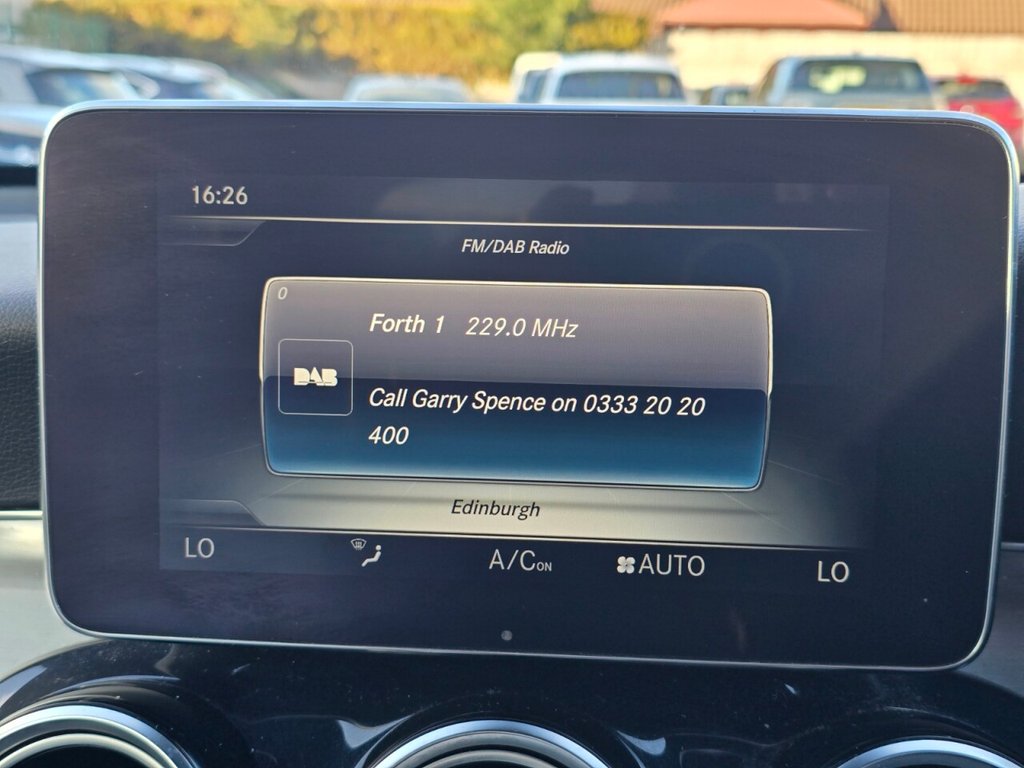 16:26
FM/DAB Radio
0
Forth 1 229.0 MHz
DAB
Call Garry Spence on 0333 20 20
400
Edinburgh
LO A/C ON AUTO LO